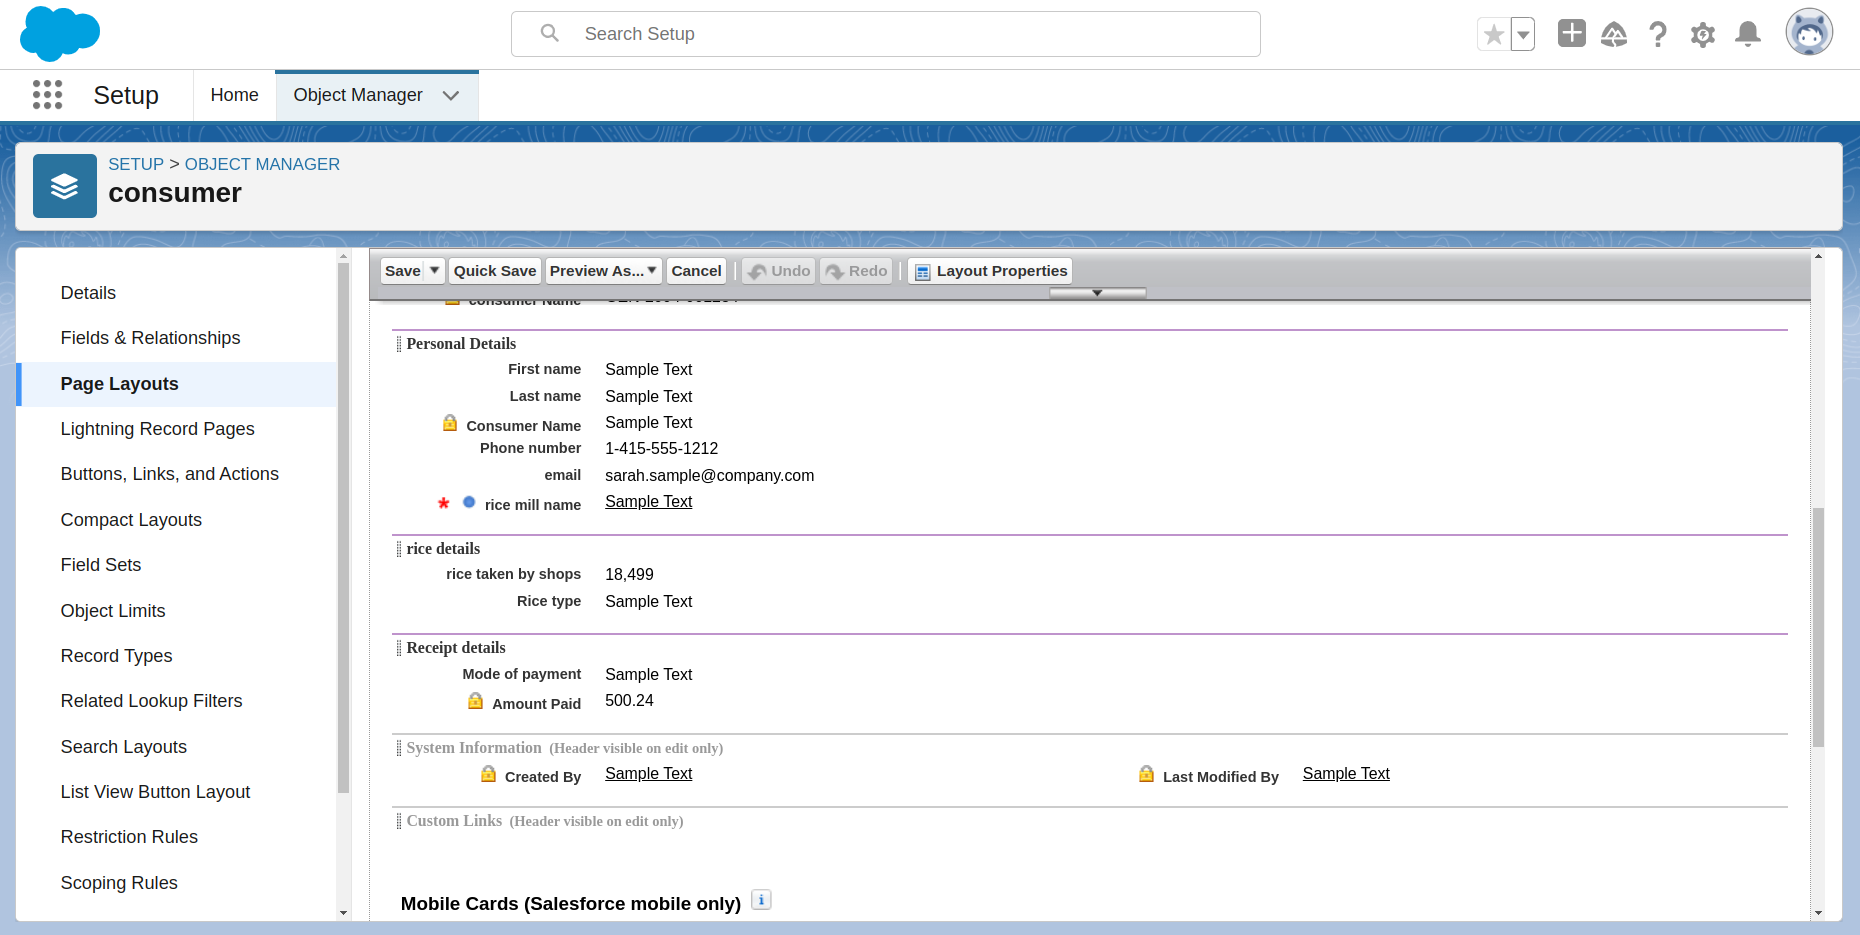 Search Setup
Setup
Home
Object Manager
SETUP > OBJECT MANAGER
consumer
Details
Fields & Relationships
Page Layouts
Lightning Record Pages
Buttons, Links, and Actions
Compact Layouts
Field Sets
Object Limits
Record Types
Related Lookup Filters
Search Layouts
List View Button Layout
Restriction Rules
Scoping Rules
Save
Quick Save
Preview As...
Cancel
Undo
Redo
Layout Properties
consumer Name
Personal Details
First name Sample Text
Last name Sample Text
Consumer Name Sample Text
Phone number 1-415-555-1212
email sarah.sample@company.com
* rice mill name Sample Text
rice details
rice taken by shops 18,499
Rice type Sample Text
Receipt details
Mode of payment Sample Text
Amount Paid 500.24
System Information (Header visible on edit only)
Created By Sample Text Last Modified By Sample Text
Custom Links (Header visible on edit only)
Mobile Cards (Salesforce mobile only) i